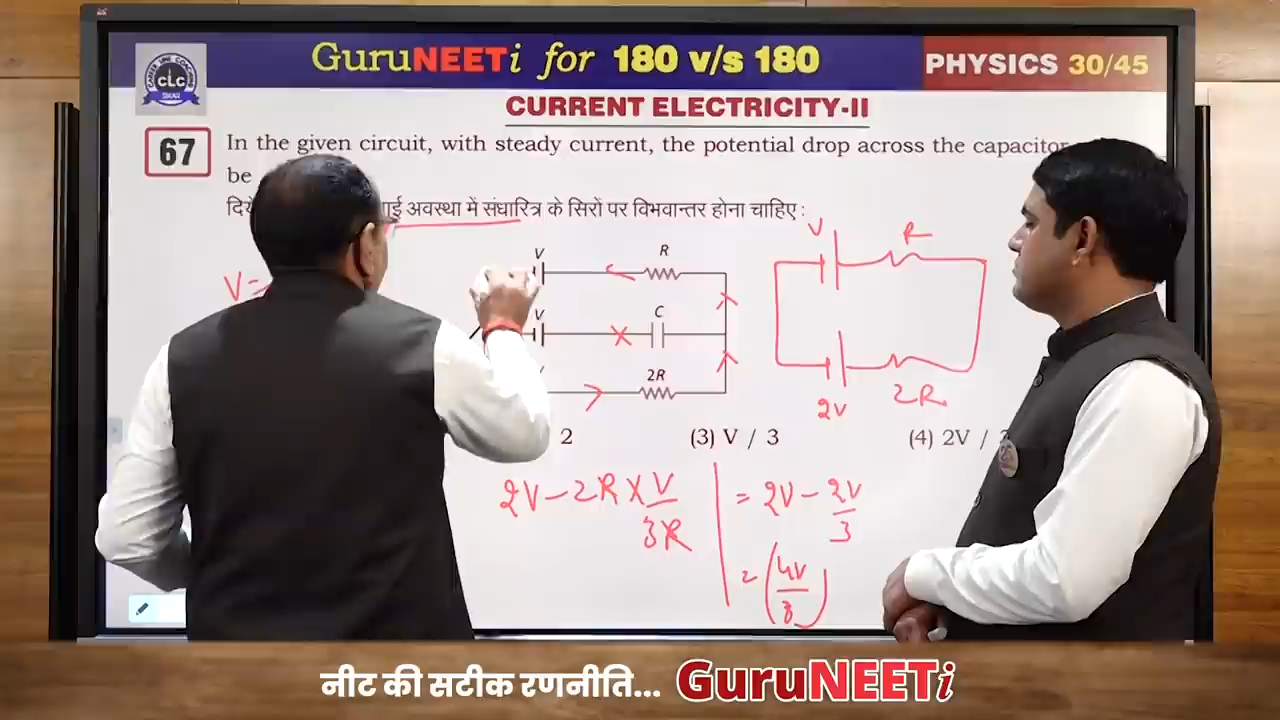 GuruNEETi for 180 v/s 180
PHYSICS 30/45
CLC
SIKAR
CURRENT ELECTRICITY-II
67
In the given circuit, with steady current, the potential drop across the capacitor
be
अवस्था में संधारित्र के सिरों पर विभवान्तर होना चाहिए :
V R
V C
2R
V R
2V 2R
V=
2
(3) V / 3
(4) 2V /
2V-2R×V/3R
= 2V-2V/3
= (4V/3)
नीट की सटीक रणनीति... GuruNEETi